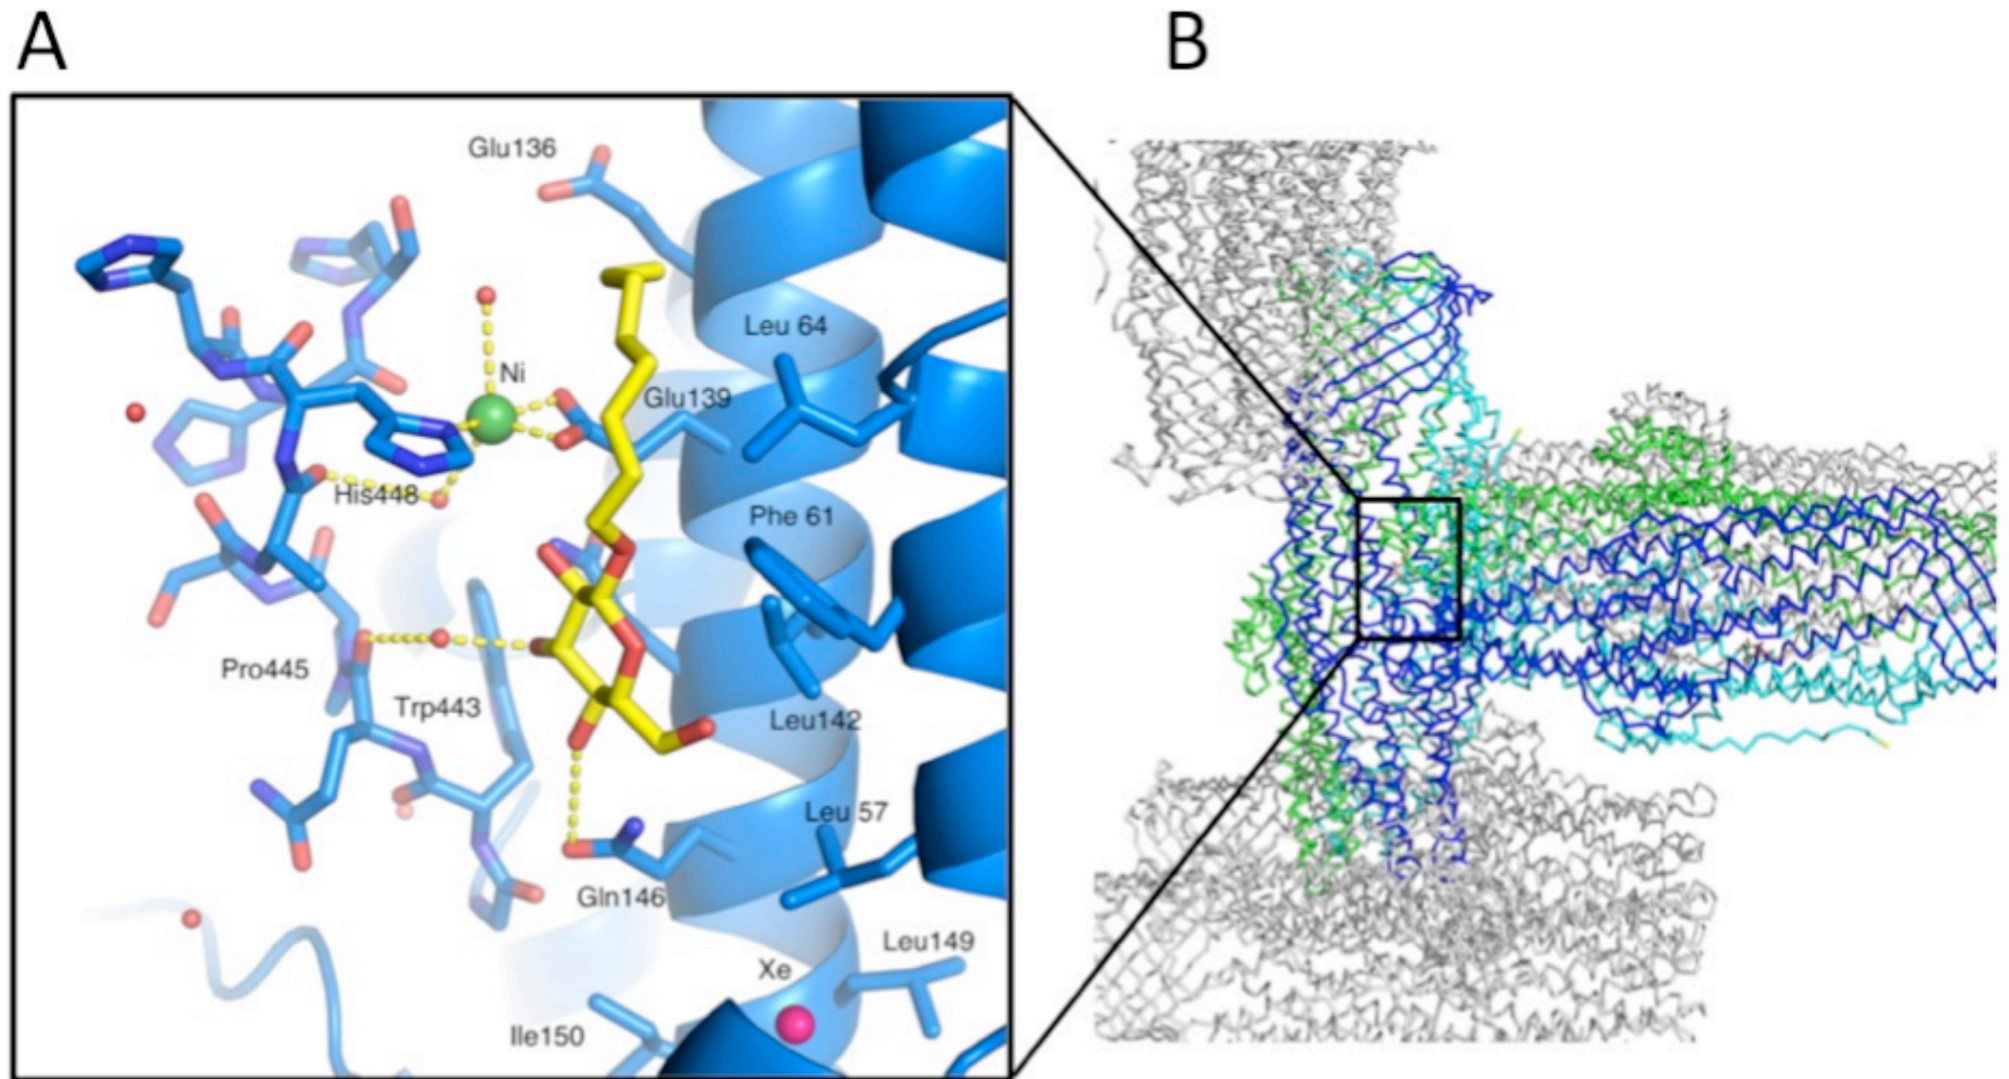 A
B
Glu136
Leu 64
Ni
Glu139
His448
Phe 61
Pro445
Trp443
Leu142
Leu 57
Gln146
Leu149
Xe
Ile150